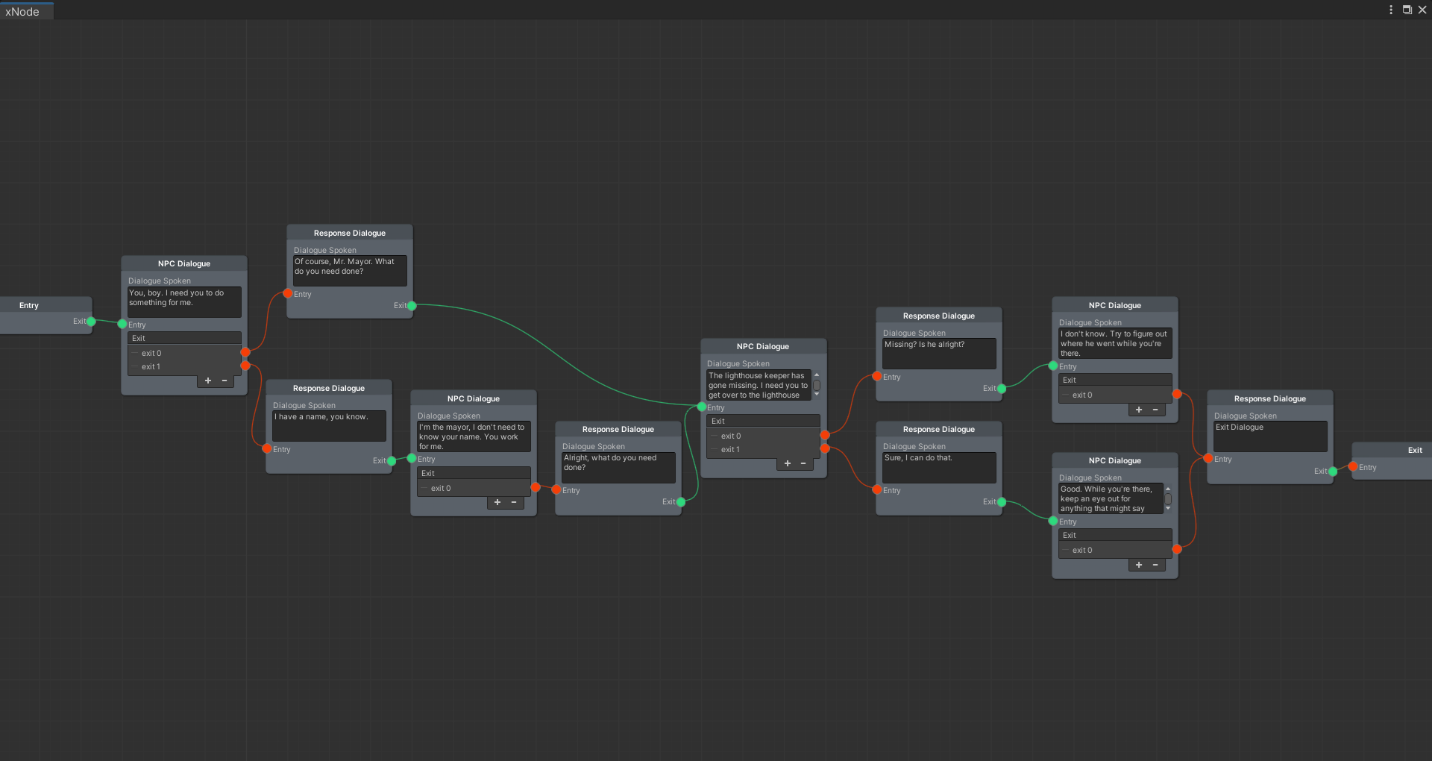 xNode
Entry
Exit
NPC Dialogue
Dialogue Spoken
You, boy. I need you to do
something for me.
Entry
Exit
exit 0
exit 1
Response Dialogue
Dialogue Spoken
Of course, Mr. Mayor. What
do you need done?
Entry
Exit
Response Dialogue
Dialogue Spoken
I have a name, you know.
Entry
Exit
NPC Dialogue
Dialogue Spoken
I'm the mayor, I don't need to
know your name. You work
for me.
Entry
Exit
exit 0
Response Dialogue
Dialogue Spoken
Alright, what do you need
done?
Entry
Exit
NPC Dialogue
Dialogue Spoken
The lighthouse keeper has
gone missing. I need you to
get over to the lighthouse
Entry
Exit
exit 0
exit 1
Response Dialogue
Dialogue Spoken
Missing? Is he alright?
Entry
Exit
Response Dialogue
Dialogue Spoken
Sure, I can do that.
Entry
Exit
NPC Dialogue
Dialogue Spoken
I don't know. Try to figure out
where he went while you're
there.
Entry
Exit
exit 0
NPC Dialogue
Dialogue Spoken
Good. While you're there,
keep an eye out for
anything that might say
Entry
Exit
exit 0
Response Dialogue
Dialogue Spoken
Exit Dialogue
Entry
Exit
Exit
Entry